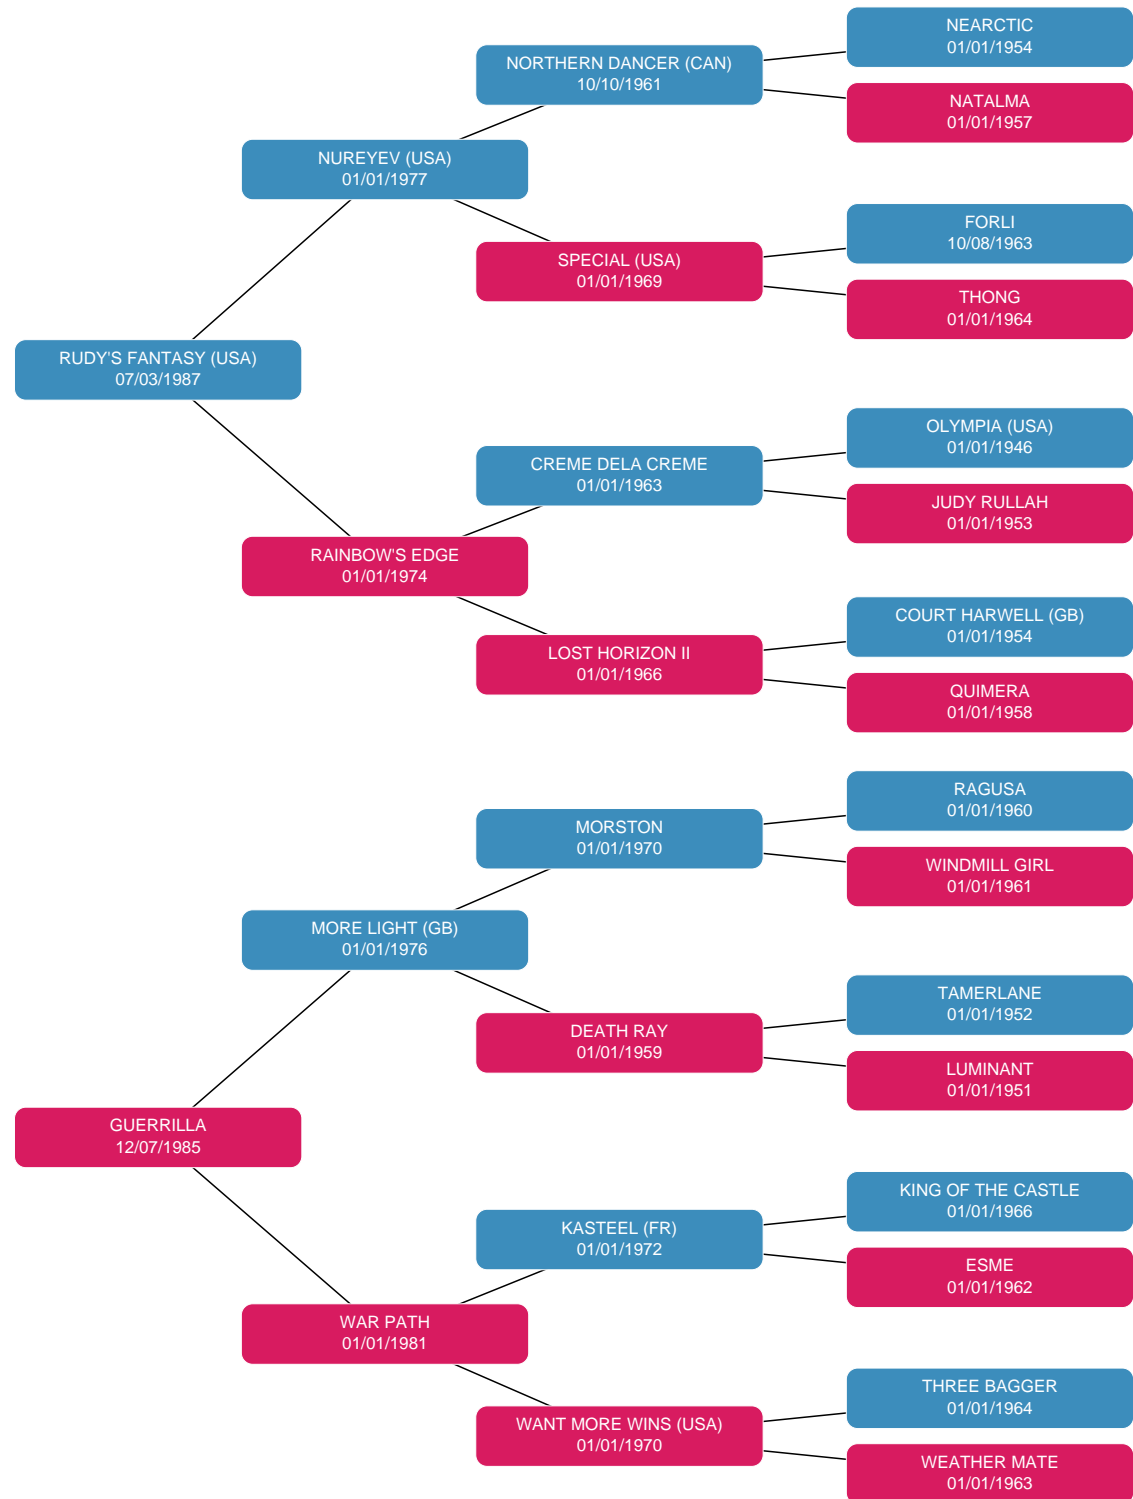 NEARCTIC
01/01/1954
NORTHERN DANCER (CAN)
10/10/1961
NATALMA
01/01/1957
NUREYEV (USA)
01/01/1977
FORLI
10/08/1963
SPECIAL (USA)
01/01/1969
THONG
01/01/1964
RUDY'S FANTASY (USA)
07/03/1987
OLYMPIA (USA)
01/01/1946
CREME DELA CREME
01/01/1963
JUDY RULLAH
01/01/1953
RAINBOW'S EDGE
01/01/1974
COURT HARWELL (GB)
01/01/1954
LOST HORIZON II
01/01/1966
QUIMERA
01/01/1958
RAGUSA
01/01/1960
MORSTON
01/01/1970
WINDMILL GIRL
01/01/1961
MORE LIGHT (GB)
01/01/1976
TAMERLANE
01/01/1952
DEATH RAY
01/01/1959
LUMINANT
01/01/1951
GUERRILLA
12/07/1985
KING OF THE CASTLE
01/01/1966
KASTEEL (FR)
01/01/1972
ESME
01/01/1962
WAR PATH
01/01/1981
THREE BAGGER
01/01/1964
WANT MORE WINS (USA)
01/01/1970
WEATHER MATE
01/01/1963